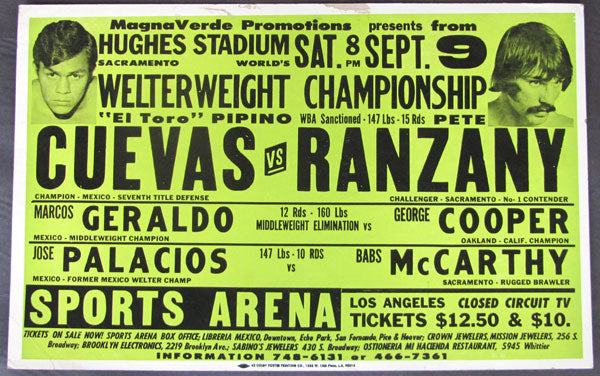 MagnaVerde Promotions presents from
HUGHES STADIUM SAT. 8 PM SEPT. 9
SACRAMENTO WORLD'S
WELTERWEIGHT CHAMPIONSHIP
"El Toro" PIPINO WBA Sanctioned - 147 Lbs - 15 Rds PETE
CUEVAS vs RANZANY
CHAMPION - MEXICO - SEVENTH TITLE DEFENSE CHALLENGER - SACRAMENTO - No. 1 CONTENDER
MARCOS GERALDO 12 Rds - 160 Lbs GEORGE COOPER
MIDDLEWEIGHT ELIMINATION vs
MEXICO - MIDDLEWEIGHT CHAMPION OAKLAND - CALIF. CHAMPION
JOSE PALACIOS 147 Lbs - 10 RDS BABS McCARTHY
VS
MEXICO - FORMER MEXICO WELTER CHAMP SACRAMENTO - RUGGED BRAWLER
SPORTS ARENA LOS ANGELES CLOSED CIRCUIT TV
TICKETS $12.50 & $10.
TICKETS ON SALE NOW! SPORTS ARENA BOX OFFICE; LIBRERIA MEXICO, Downtown, Echo Park, San Fernando, Pico & Hoover; CROWN JEWELERS, MISSION JEWELERS, 256 S.
Broadway; BROOKLYN ELECTRONICS, 2219 Brooklyn Ave.; SABINO'S JEWELERS 430 S. Broadway; OSTIONERIA MI HACIENDA RESTAURANT, 5945 Whittier
INFORMATION 748-6131 or 466-7361